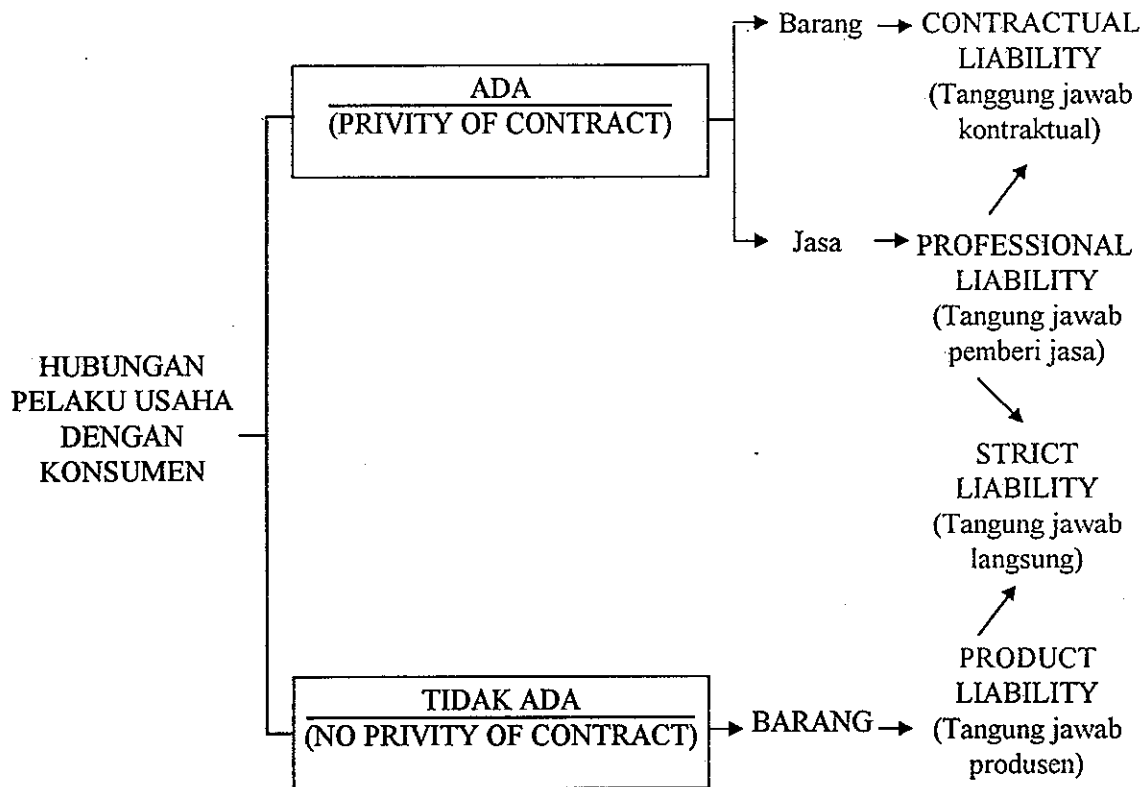 Barang
CONTRACTUAL
LIABILITY
(Tanggung jawab
kontraktual)
ADA
(PRIVITY OF CONTRACT)
Jasa
PROFESSIONAL
LIABILITY
(Tangung jawab
pemberi jasa)
HUBUNGAN
PELAKU USAHA
DENGAN
KONSUMEN
STRICT
LIABILITY
(Tangung jawab
langsung)
TIDAK ADA
(NO PRIVITY OF CONTRACT)
BARANG
PRODUCT
LIABILITY
(Tangung jawab
produsen)